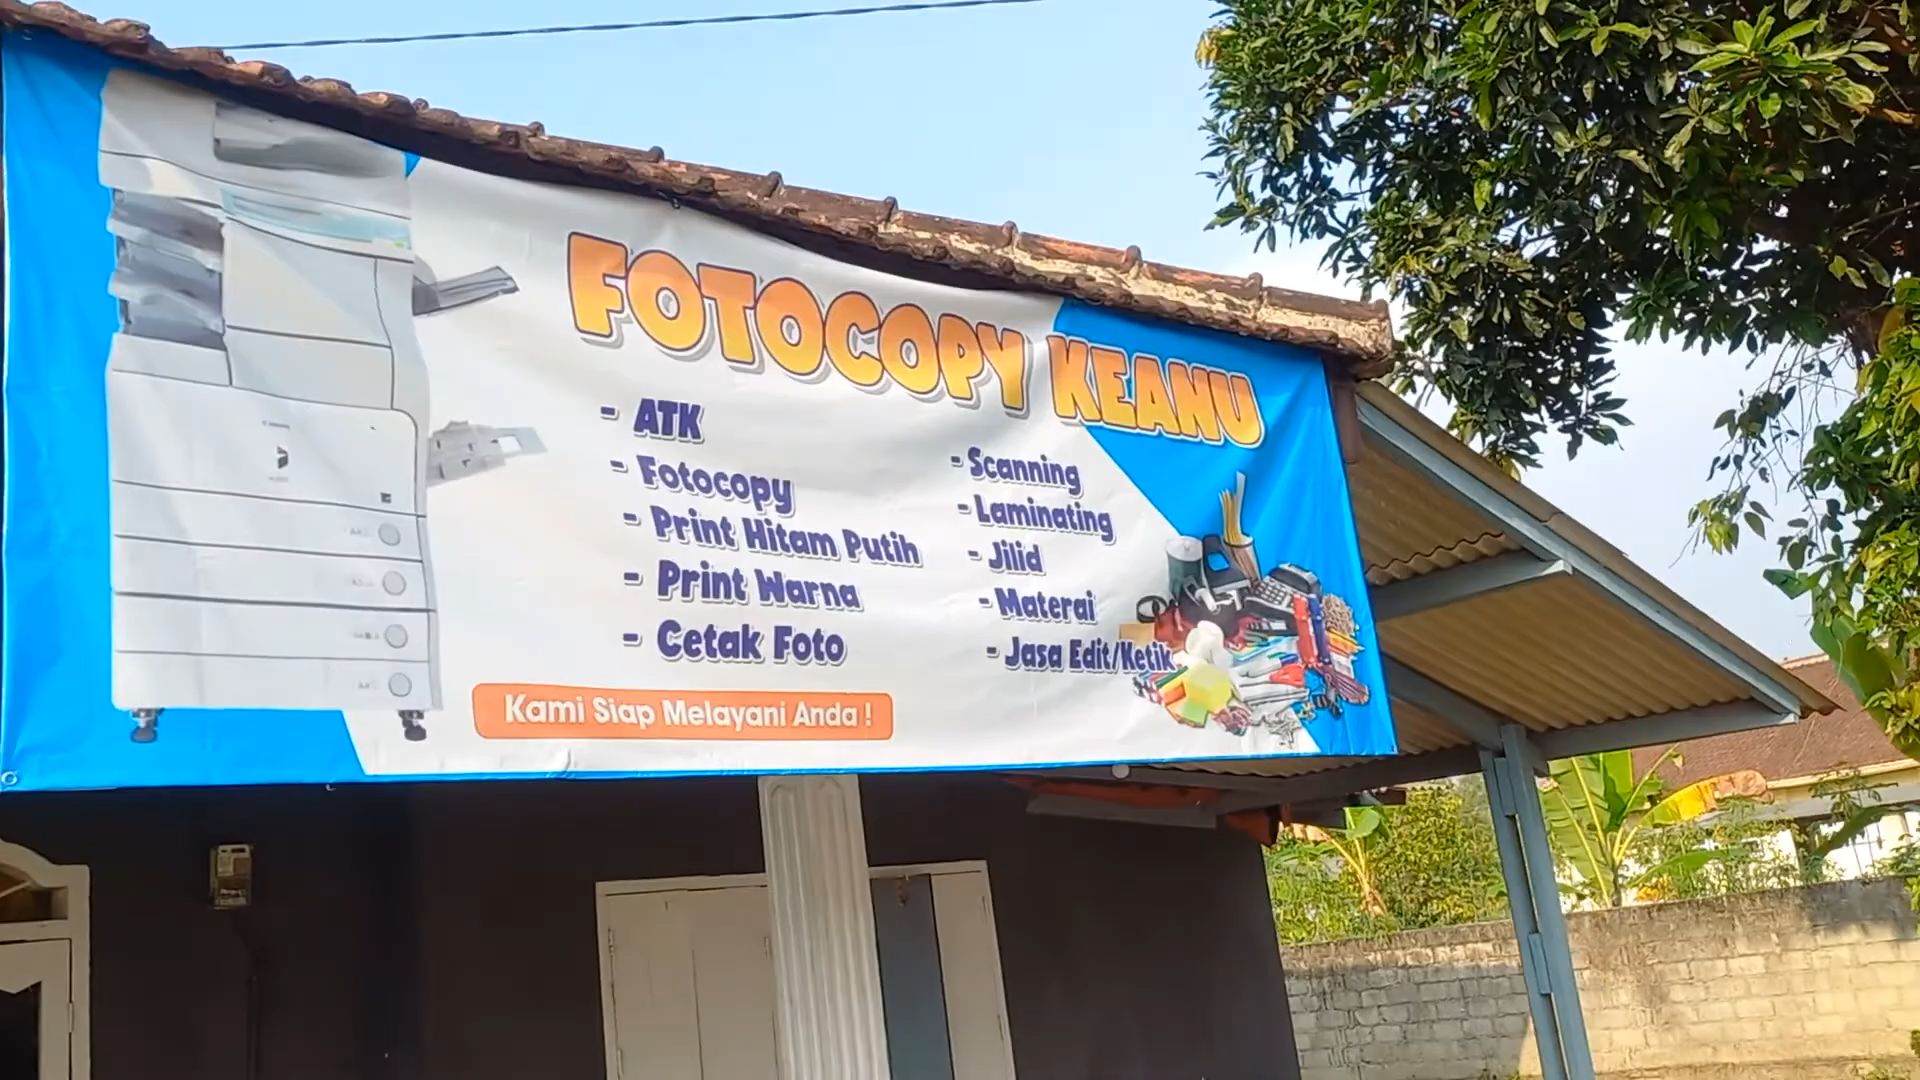 FOTOCOPY KEANU
- ATK
- Fotocopy
- Print Hitam Putih
- Print Warna
- Cetak Foto
- Scanning
- Laminating
- Jilid
- Materai
- Jasa Edit/Ketik
Kami Siap Melayani Anda !